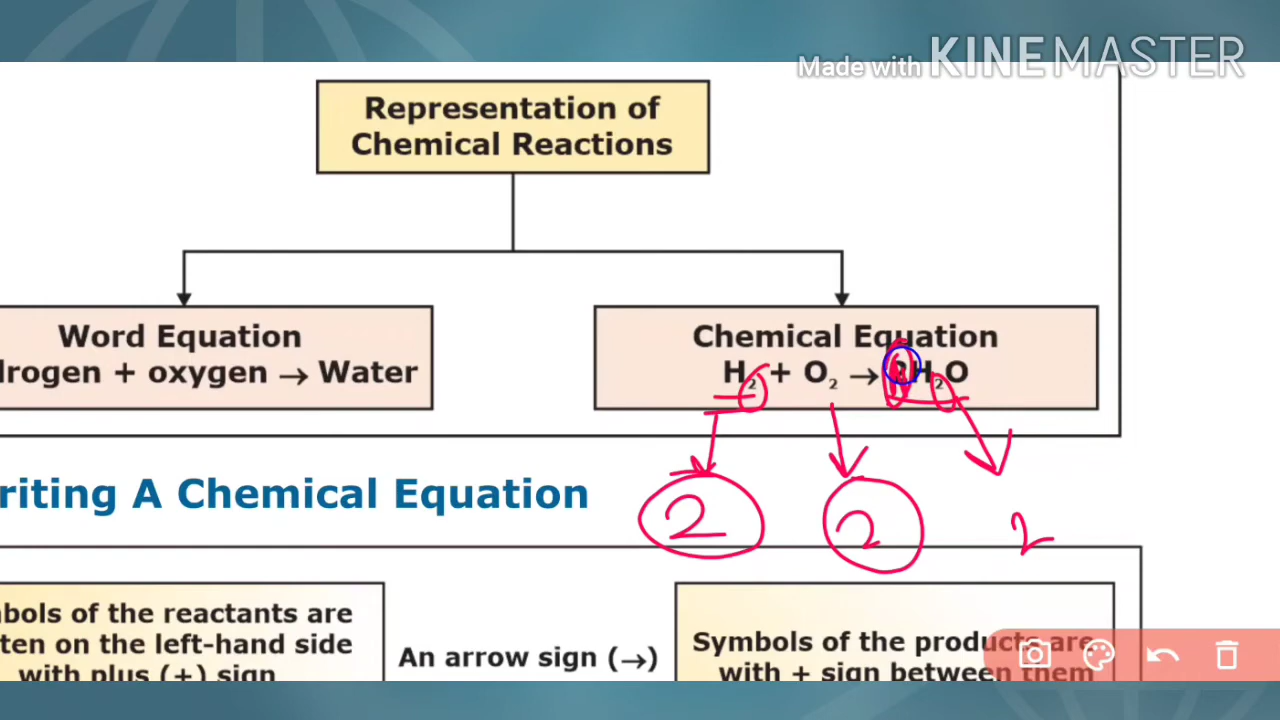 Made with KINEMASTER
Representation of
Chemical Reactions
Word Equation
drogen + oxygen → Water
Chemical Equation
H₂ + O₂ → 2H₂O
riting A Chemical Equation
2 2 2
bols of the reactants are
ten on the left-hand side
with plus (+) sign
An arrow sign (→)
Symbols of the products are
with + sign between them